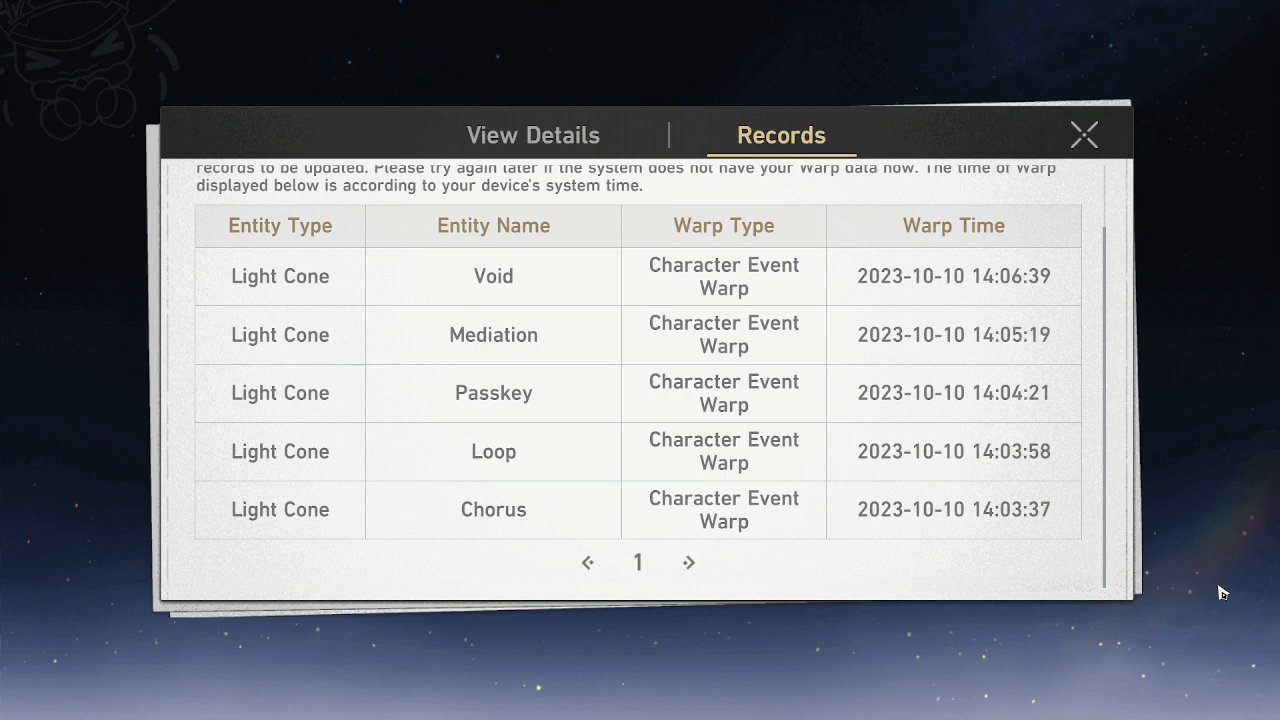 View Details
Records
records to be updated. Please try again later if the system does not have your Warp data now. The time of Warp
displayed below is according to your device's system time.
Entity Type Entity Name Warp Type Warp Time
Light Cone Void Character Event Warp 2023-10-10 14:06:39
Light Cone Mediation Character Event Warp 2023-10-10 14:05:19
Light Cone Passkey Character Event Warp 2023-10-10 14:04:21
Light Cone Loop Character Event Warp 2023-10-10 14:03:58
Light Cone Chorus Character Event Warp 2023-10-10 14:03:37
1